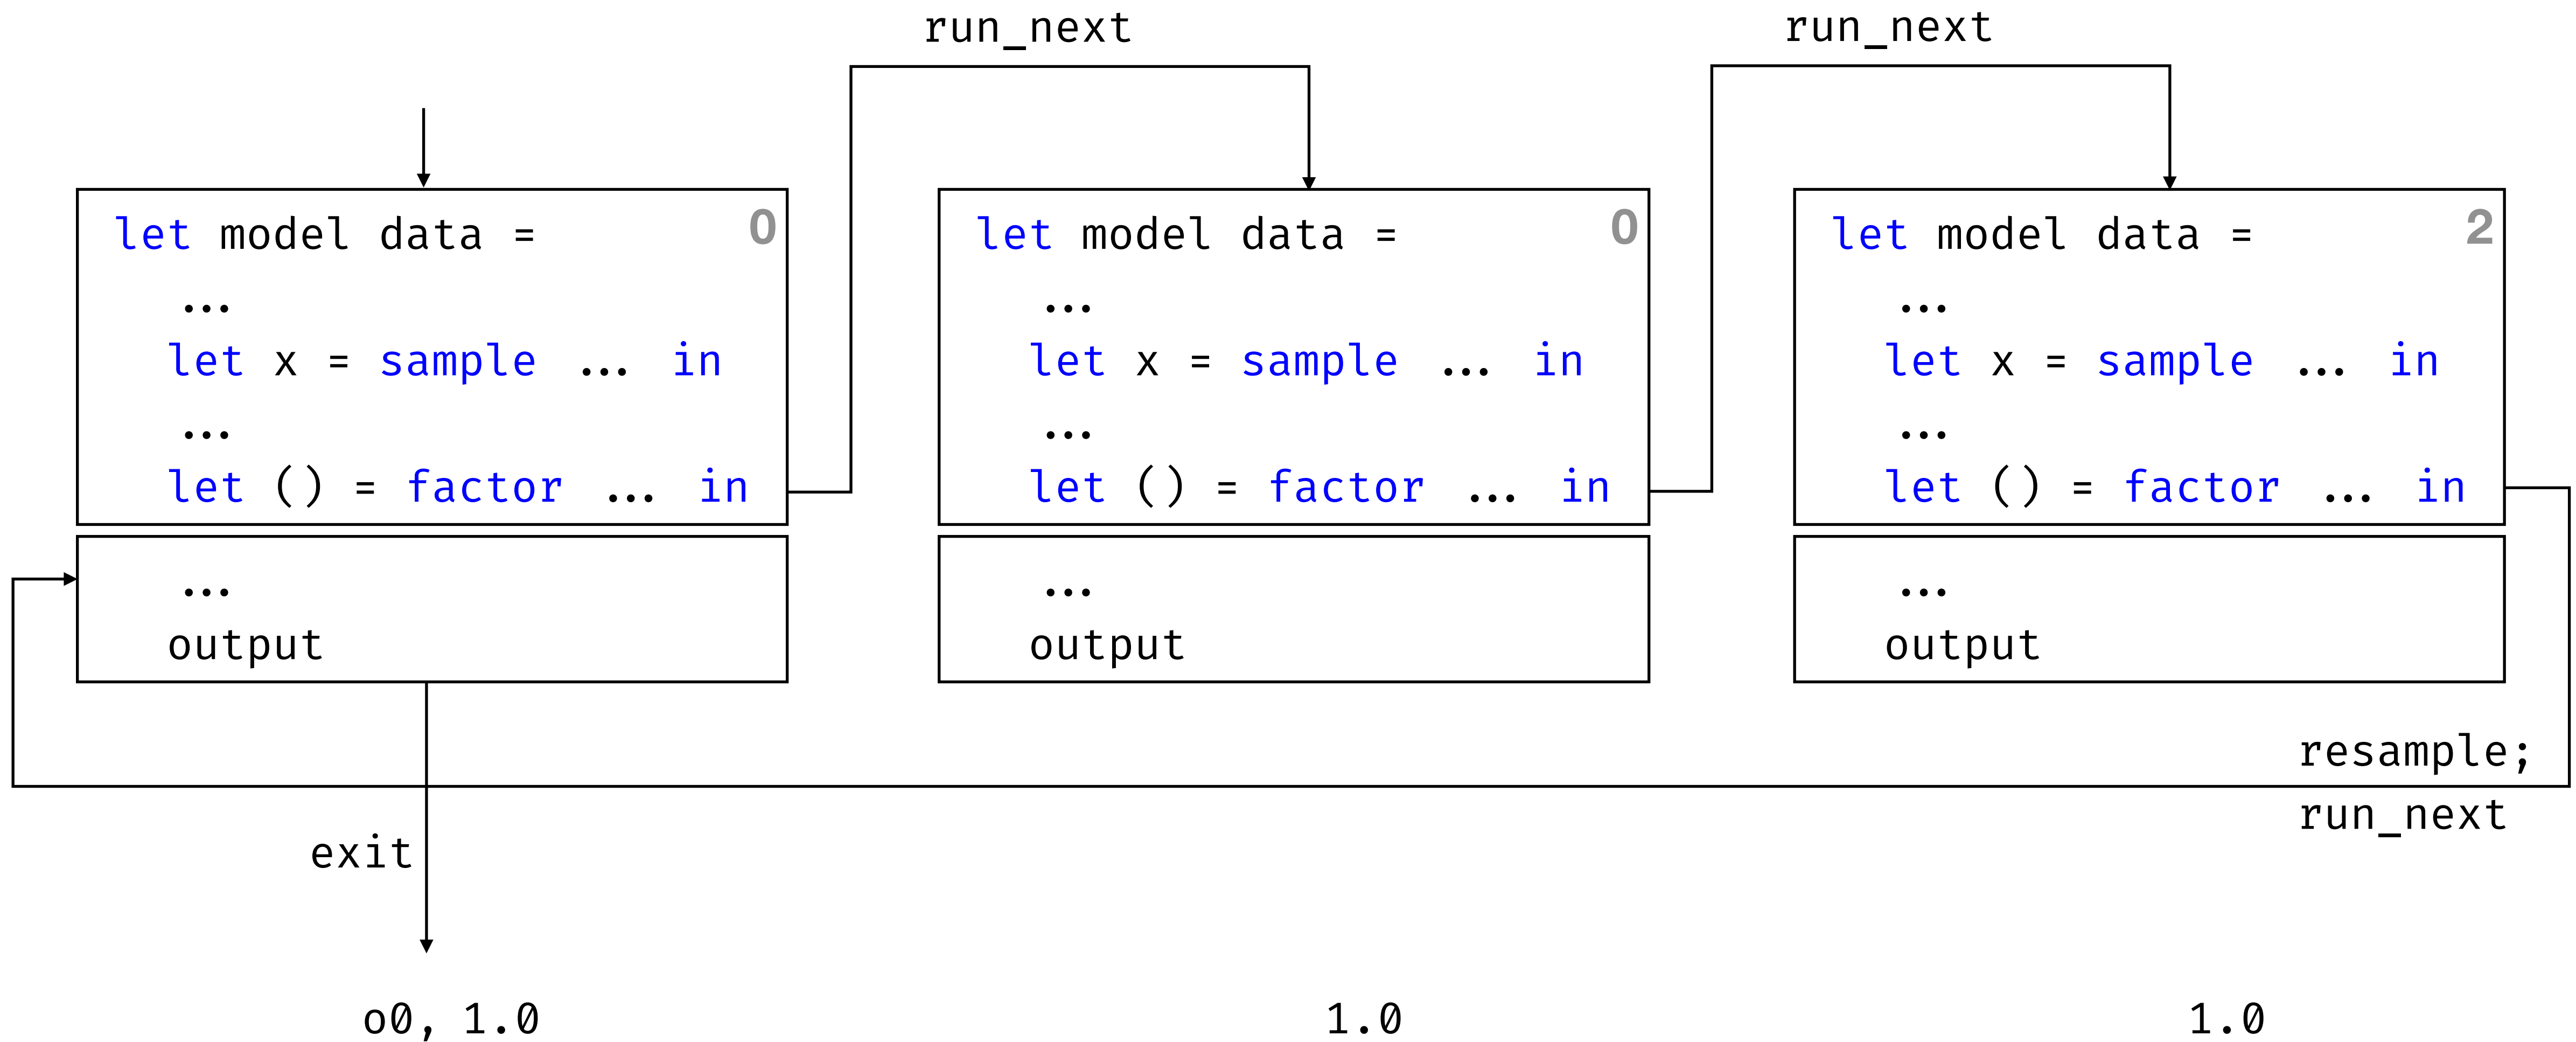 run_next
run_next
let model data =
0
...
let x = sample ... in
...
let () = factor ... in
...
output
let model data =
0
...
let x = sample ... in
...
let () = factor ... in
...
output
let model data =
2
...
let x = sample ... in
...
let () = factor ... in
...
output
resample;
run_next
exit
o0, 1.0
1.0
1.0